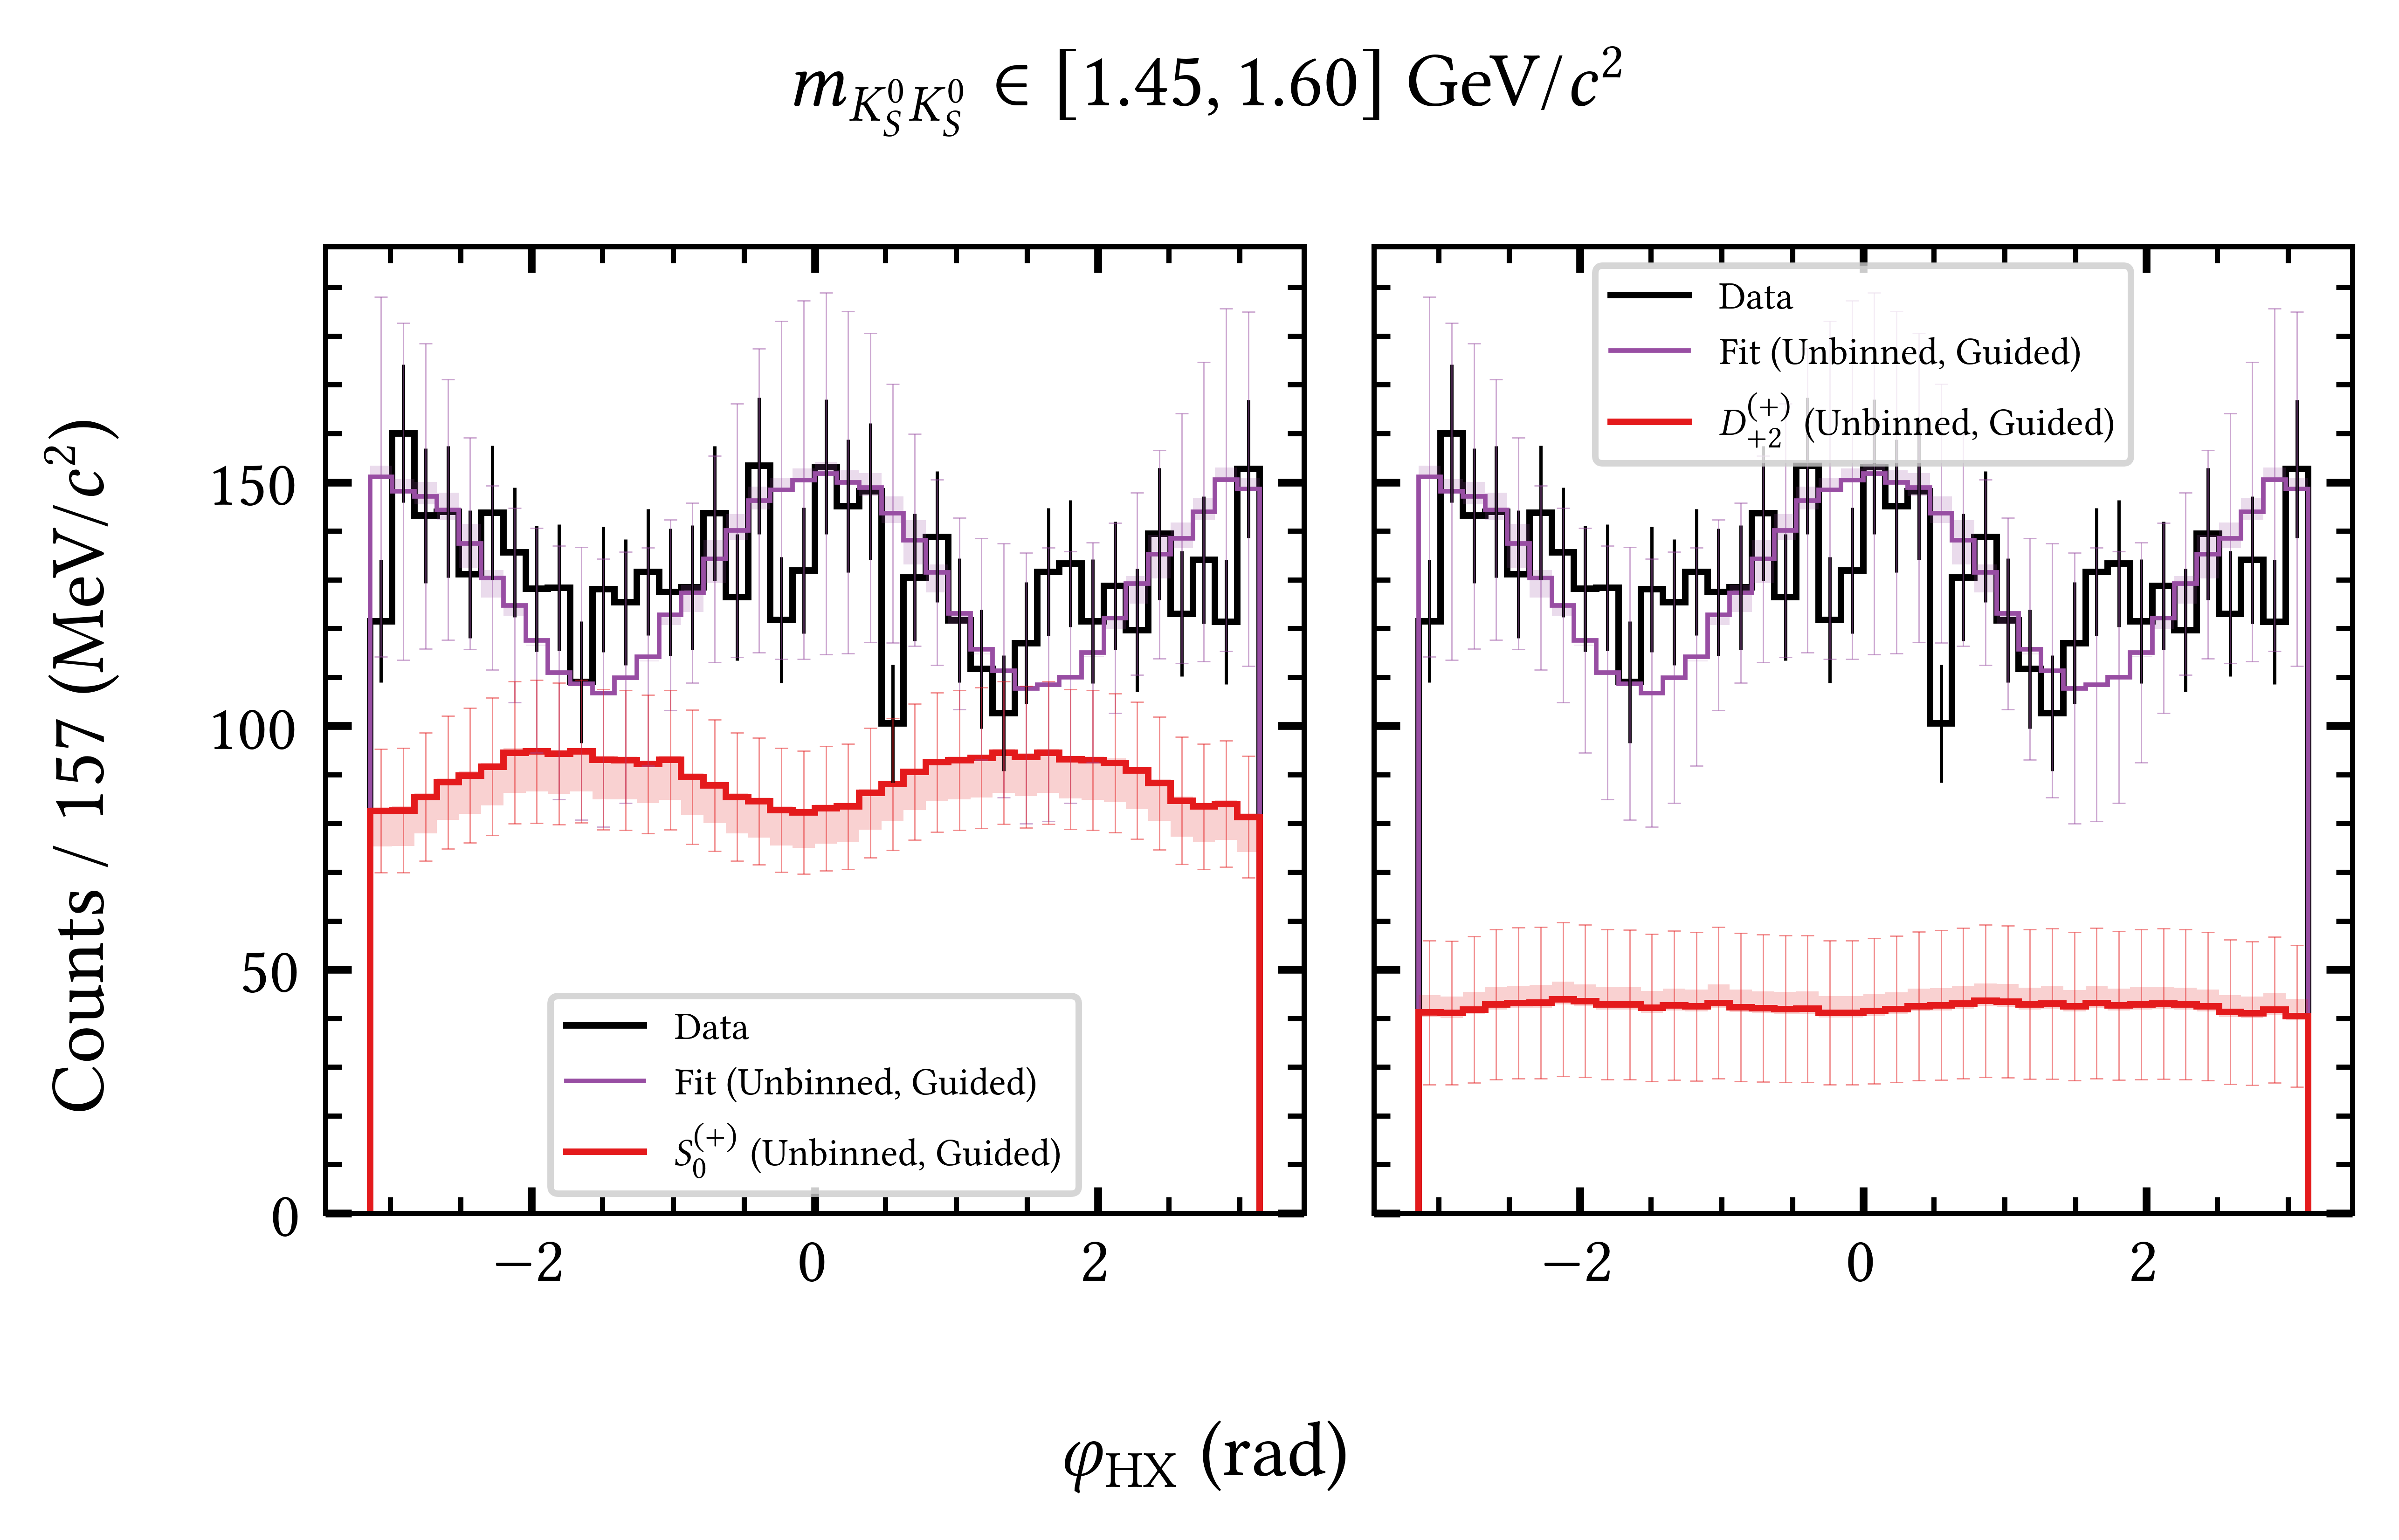 m_{K_S^0 K_S^0} ∈ [1.45, 1.60] GeV/c²
Counts / 157 (MeV/c²)
150
100
50
0
Data
Fit (Unbinned, Guided)
S_0^{(+)} (Unbinned, Guided)
−2 0 2
Data
Fit (Unbinned, Guided)
D_{+2}^{(+)} (Unbinned, Guided)
−2 0 2
φ_HX (rad)